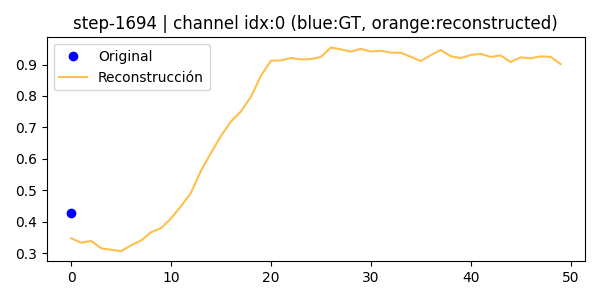 step-1694 | channel idx:0 (blue:GT, orange:reconstructed)
Original
Reconstrucción
0.9
0.8
0.7
0.6
0.5
0.4
0.3
0 10 20 30 40 50